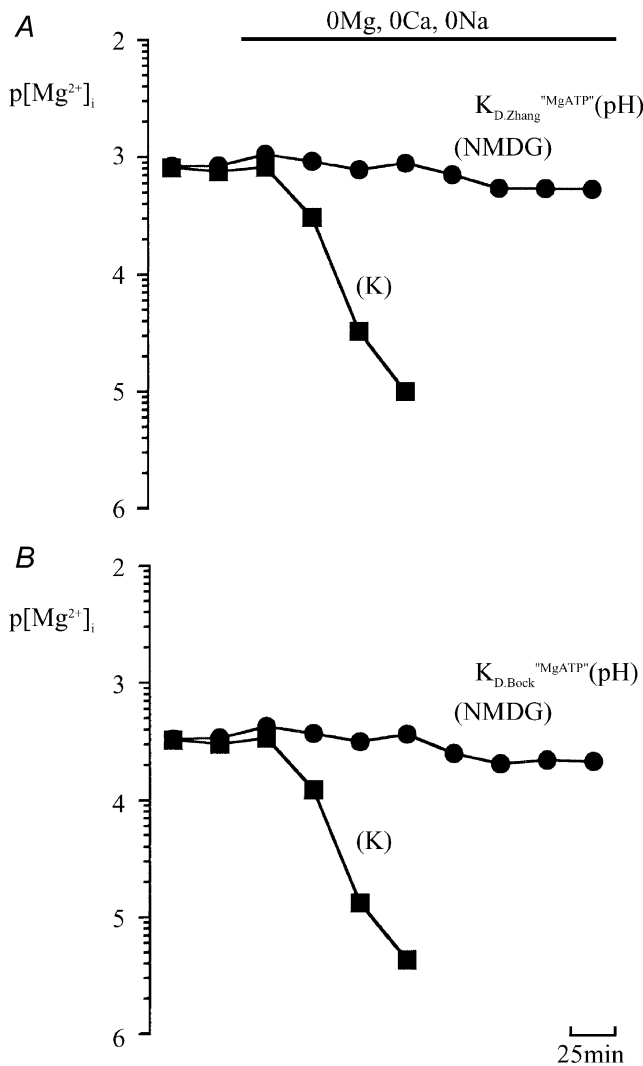 A
0Mg, 0Ca, 0Na
2
p[Mg²⁺]ᵢ
K_D.Zhang "MgATP"(pH)
3
(NMDG)
4
(K)
5
6
B
2
p[Mg²⁺]ᵢ
3
K_D.Bock "MgATP"(pH)
(NMDG)
4
(K)
5
6
25min